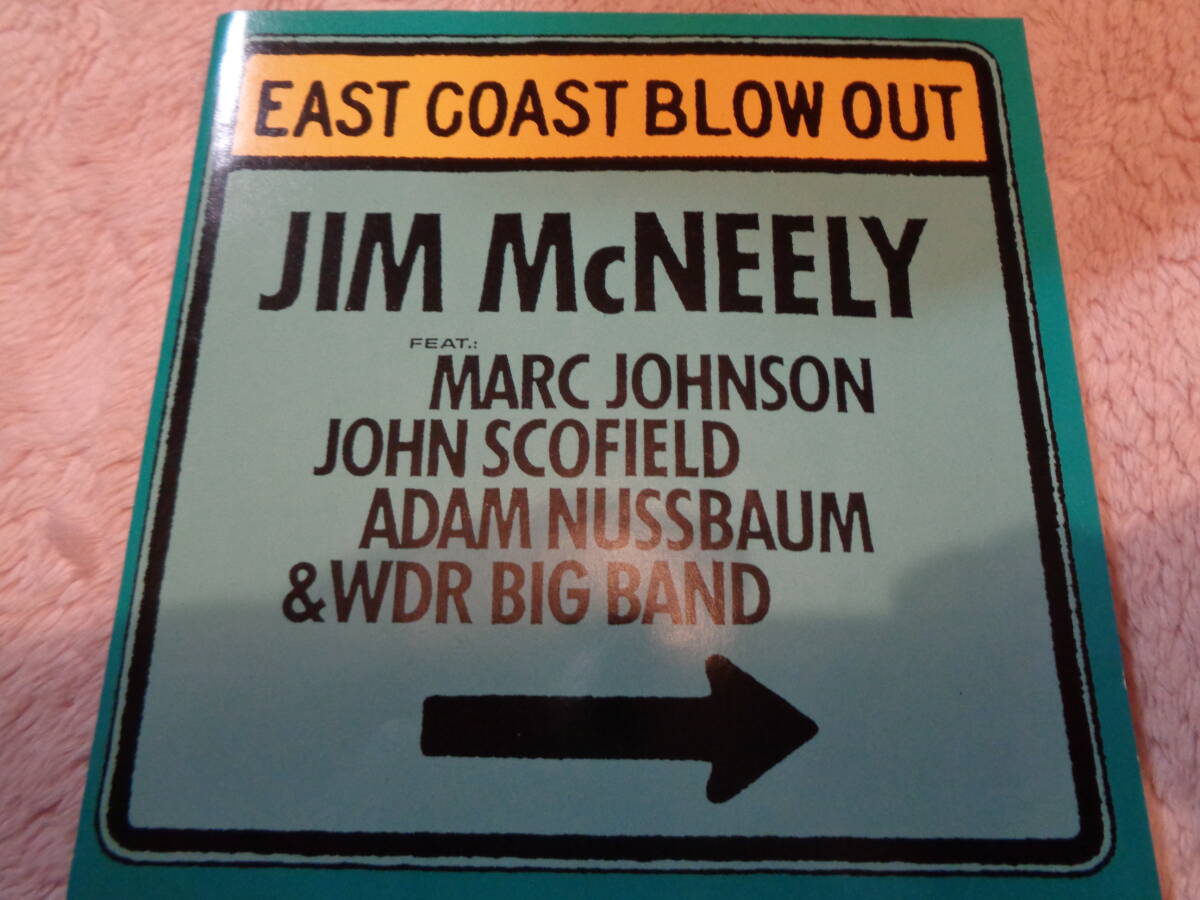 EAST COAST BLOW OUT
JIM McNEELY
FEAT.:
MARC JOHNSON
JOHN SCOFIELD
ADAM NUSSBAUM
& WDR BIG BAND